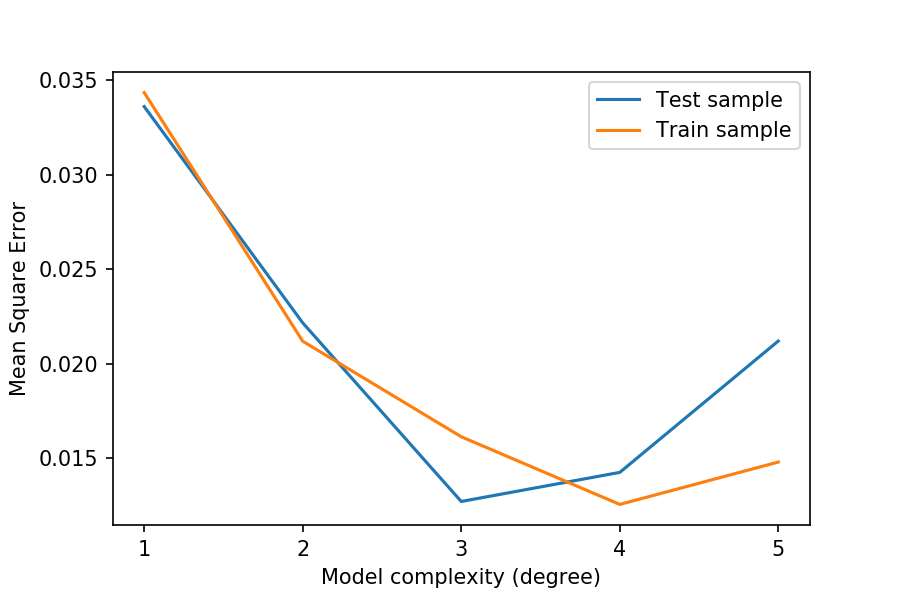 0.035
0.030
0.025
0.020
0.015
Mean Square Error
Test sample
Train sample
1 2 3 4 5
Model complexity (degree)